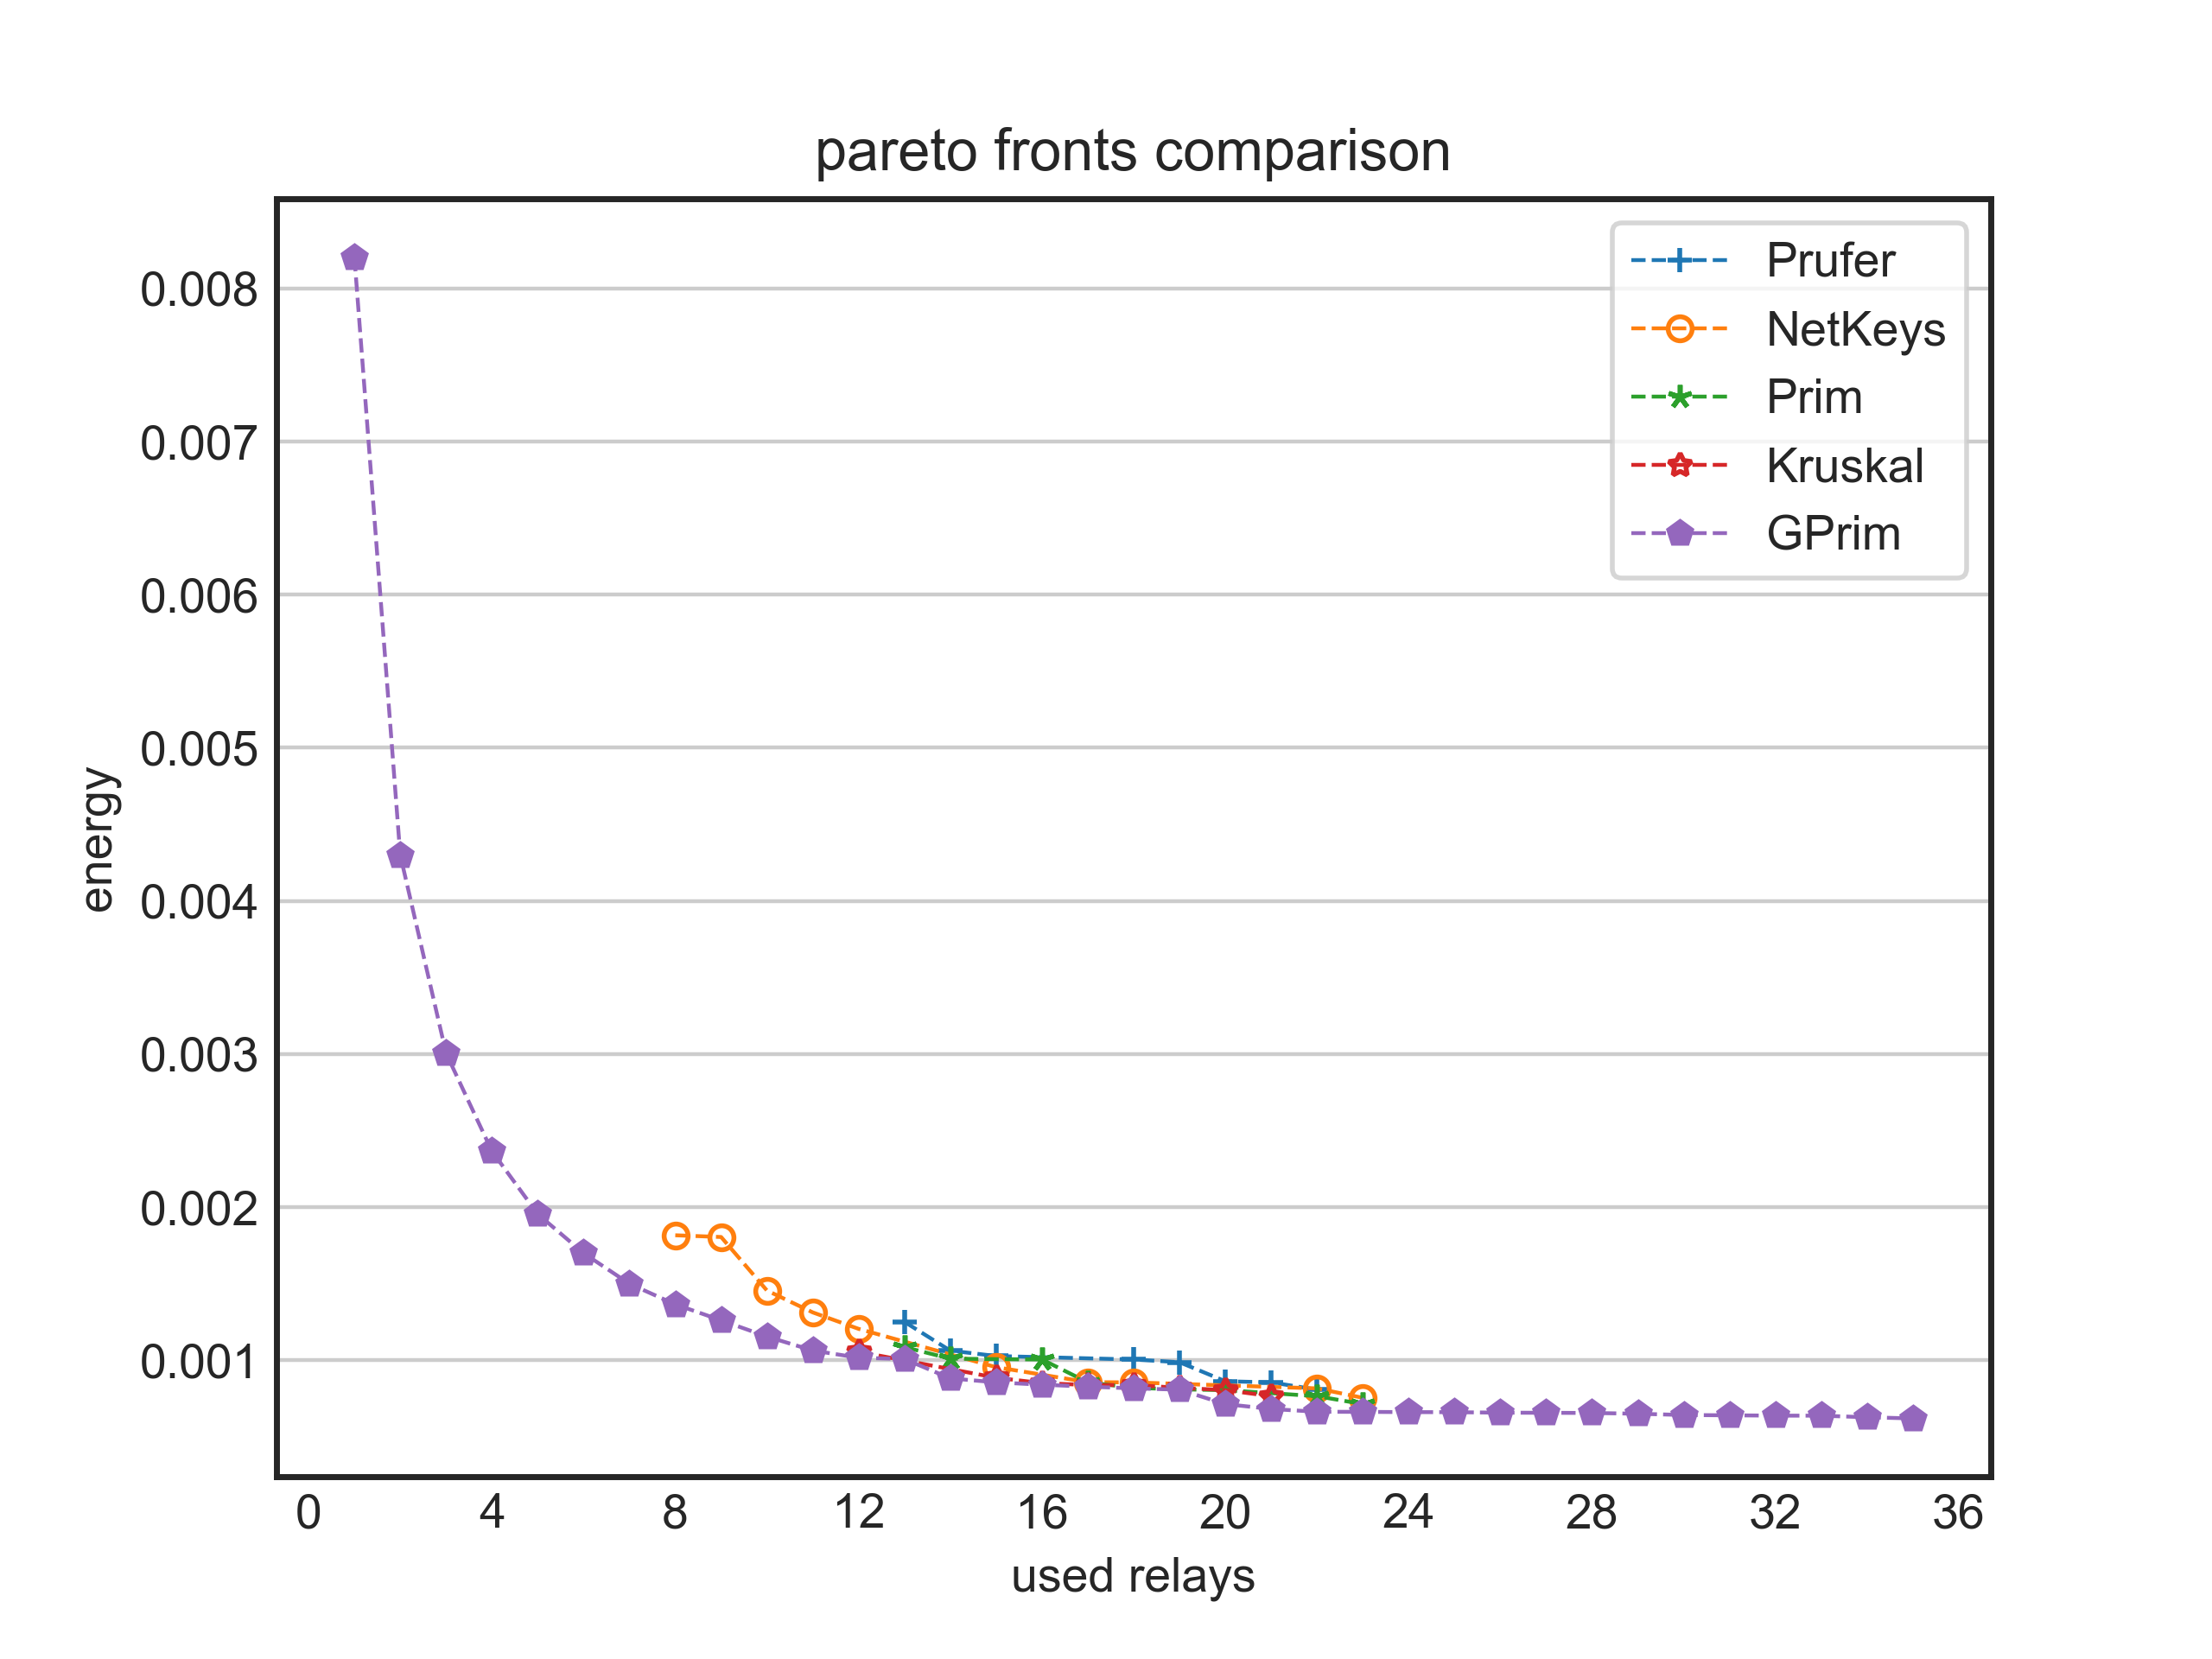 pareto fronts comparison
Prufer
NetKeys
Prim
Kruskal
GPrim
0.008
0.007
0.006
0.005
0.004
0.003
0.002
0.001
energy
0 4 8 12 16 20 24 28 32 36
used relays